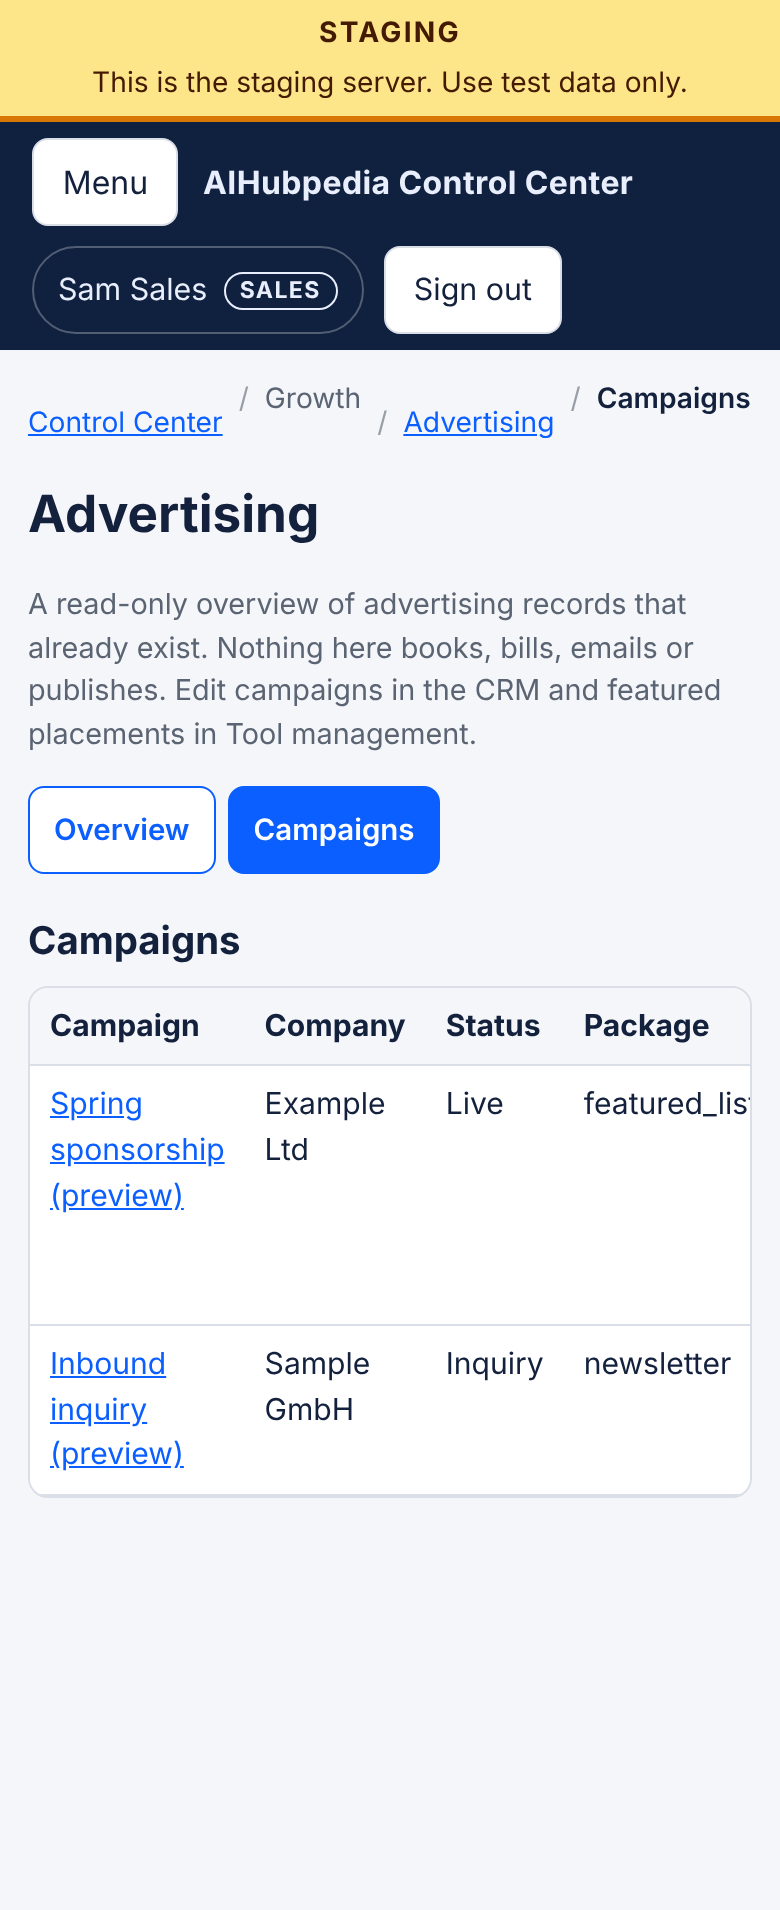 STAGING
This is the staging server. Use test data only.
Menu
AIHubpedia Control Center
Sam Sales SALES
Sign out
Control Center / Growth / Advertising / Campaigns
Advertising
A read-only overview of advertising records that
already exist. Nothing here books, bills, emails or
publishes. Edit campaigns in the CRM and featured
placements in Tool management.
Overview
Campaigns
Campaigns
Campaign Company Status Package
Spring Example Live
sponsorship Ltd
(preview)
Inbound Sample Inquiry newsletter
inquiry GmbH
(preview)